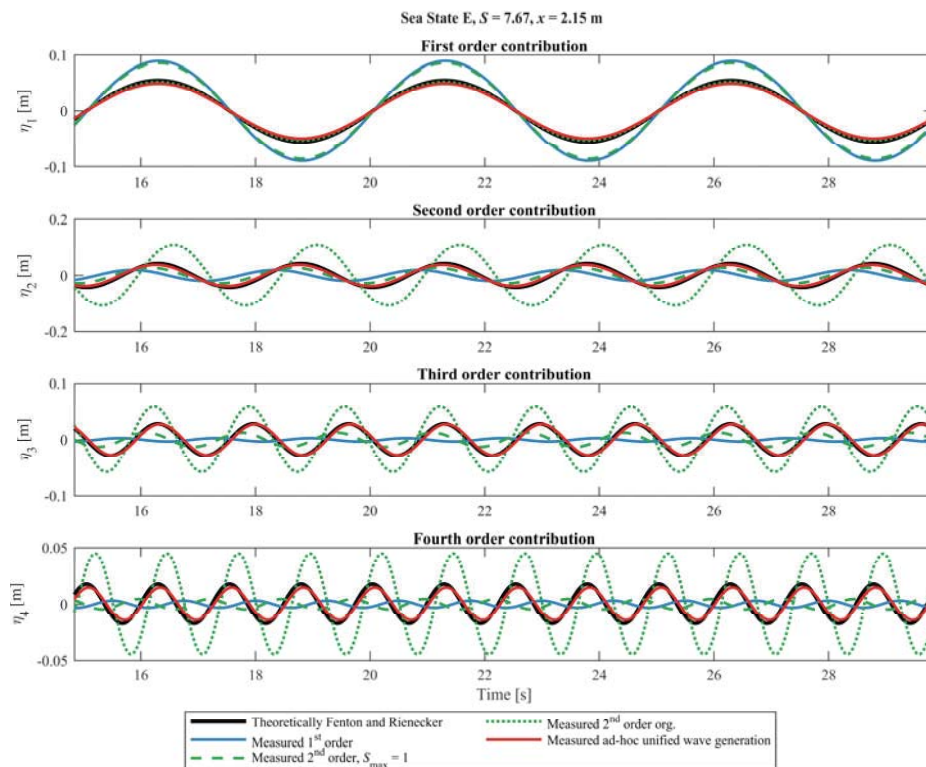 Sea State E, S = 7.67, x = 2.15 m
First order contribution
0.1
0
-0.1
η₁ [m]
16 18 20 22 24 26 28
Second order contribution
0.2
0
-0.2
η₂ [m]
16 18 20 22 24 26 28
Third order contribution
0.1
0
-0.1
η₃ [m]
16 18 20 22 24 26 28
Fourth order contribution
0.05
0
-0.05
η₄ [m]
16 18 20 22 24 26 28
Time [s]
Theoretically Fenton and Rienecker
Measured 1st order
Measured 2nd order, Smax = 1
Measured 2nd order org.
Measured ad-hoc unified wave generation